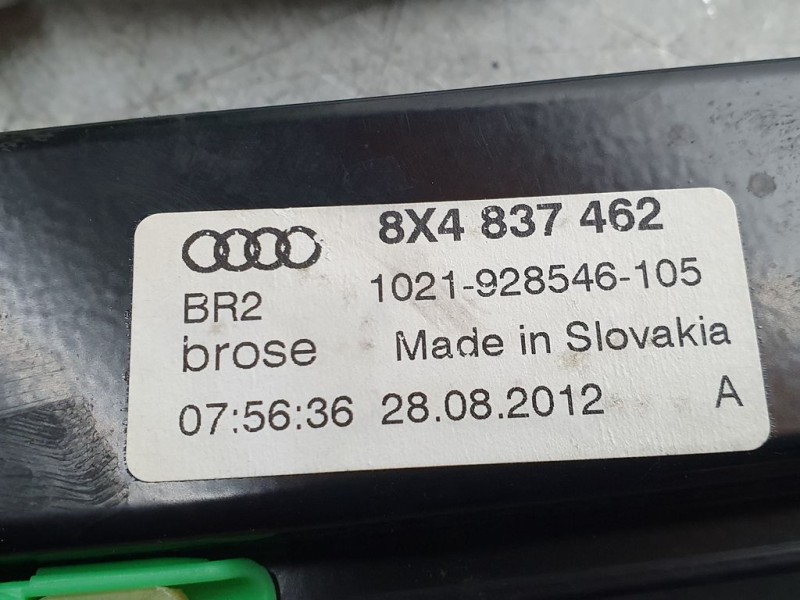 8X4 837 462
BR2 1021-928546-105
brose Made in Slovakia
07:56:36 28.08.2012 A